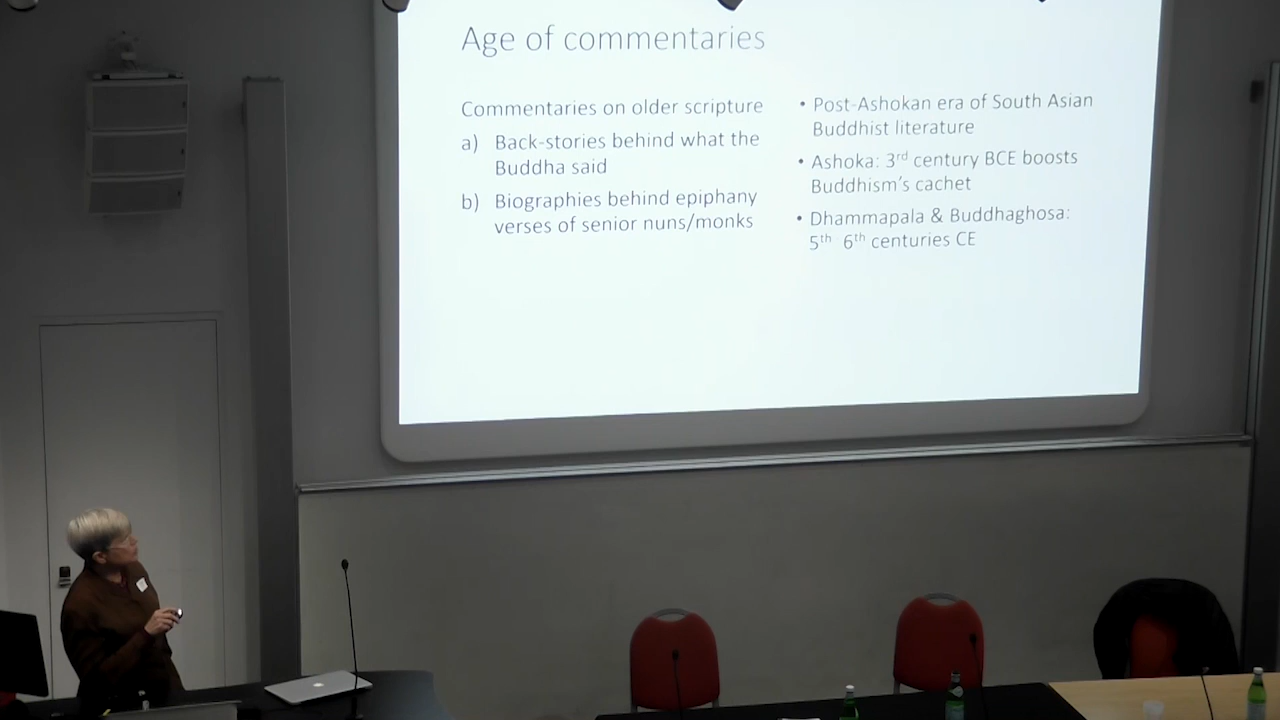 Age of commentaries
Commentaries on older scripture
a) Back-stories behind what the
Buddha said
b) Biographies behind epiphany
verses of senior nuns/monks
• Post-Ashokan era of South Asian
Buddhist literature
• Ashoka: 3rd century BCE boosts
Buddhism's cachet
• Dhammapala & Buddhaghosa:
5th 6th centuries CE